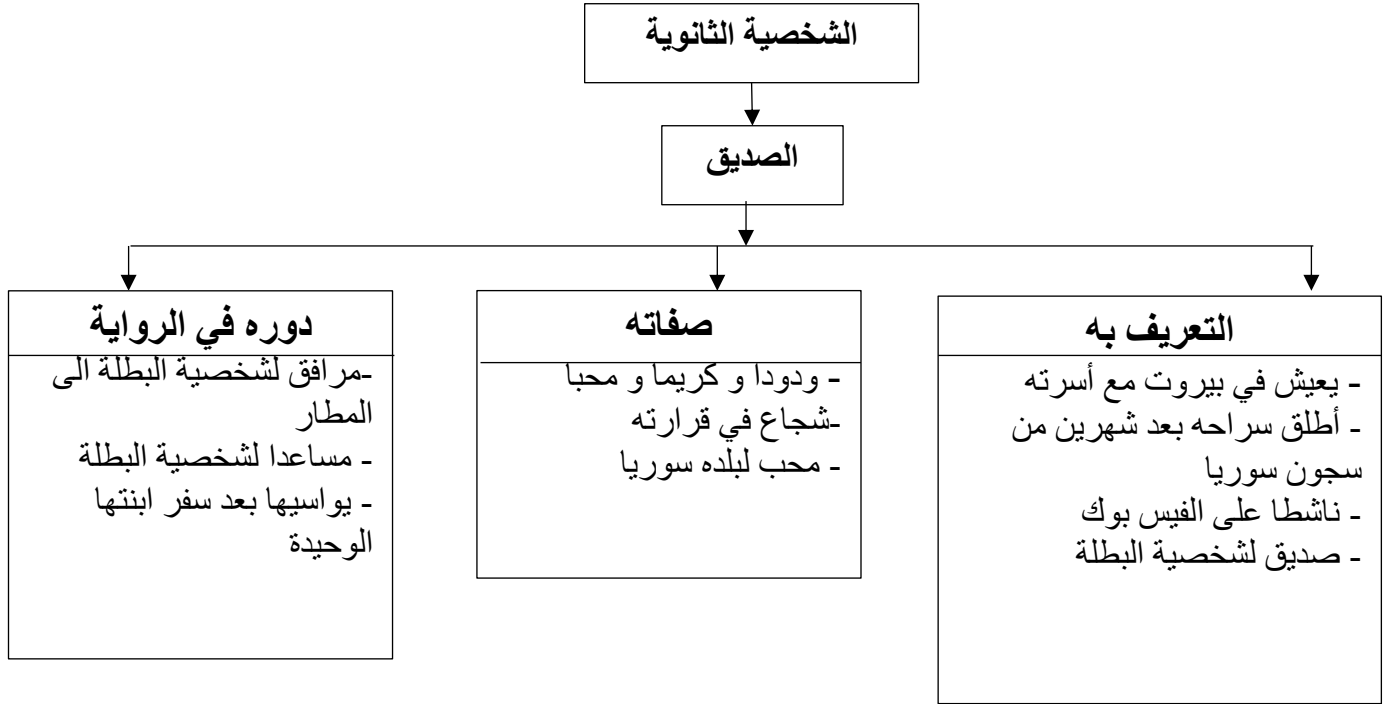 الشخصية الثانوية
الصديق
التعريف به
- يعيش في بيروت مع أسرته
- أطلق سراحه بعد شهرين من
سجون سوريا
- ناشطا على الفيس بوك
- صديق لشخصية البطلة
صفاته
- ودودا و كريما و محبا
-شجاع في قرارته
- محب لبلده سوريا
دوره في الرواية
-مرافق لشخصية البطلة الى
المطار
- مساعدا لشخصية البطلة
- يواسيها بعد سفر ابنتها
الوحيدة